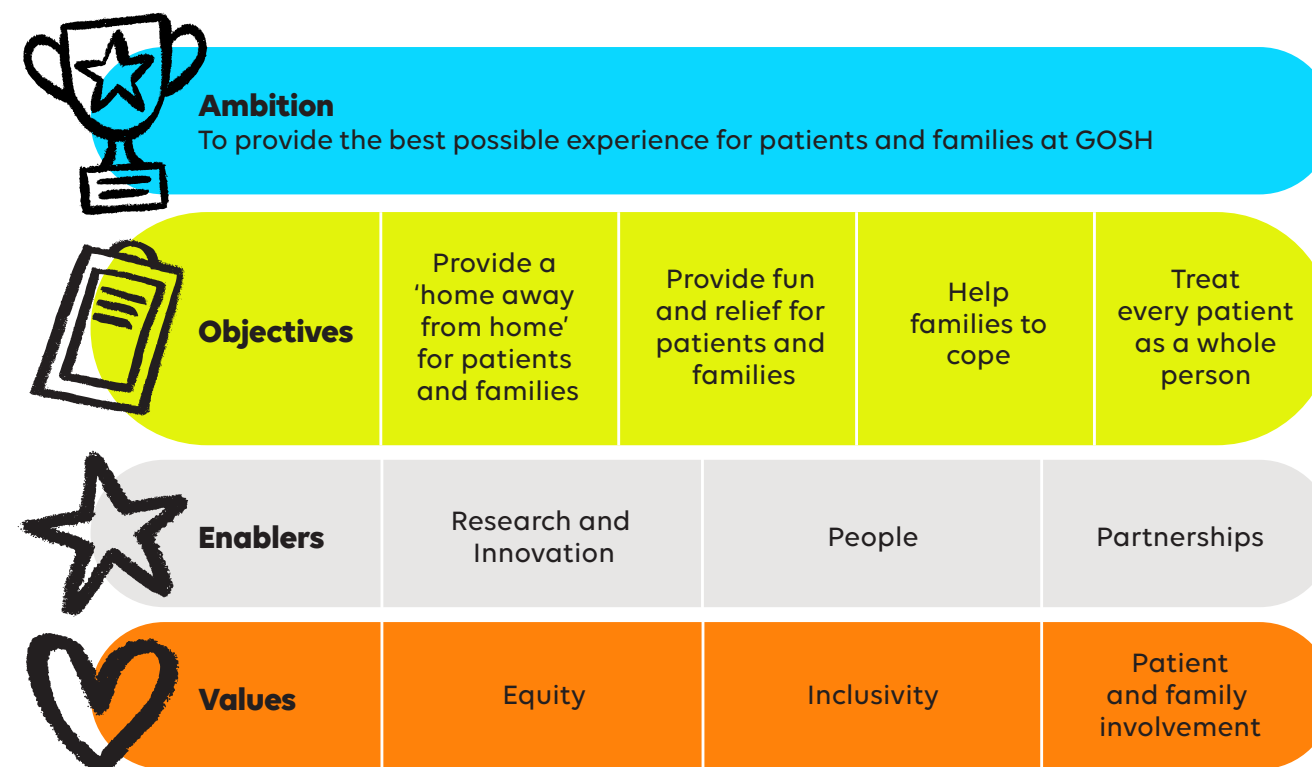 Ambition
To provide the best possible experience for patients and families at GOSH
Objectives
Provide a
‘home away
from home’
for patients
and families
Provide fun
and relief for
patients and
families
Help
families to
cope
Treat
every patient
as a whole
person
Enablers
Research and
Innovation
People
Partnerships
Values
Equity
Inclusivity
Patient
and family
involvement